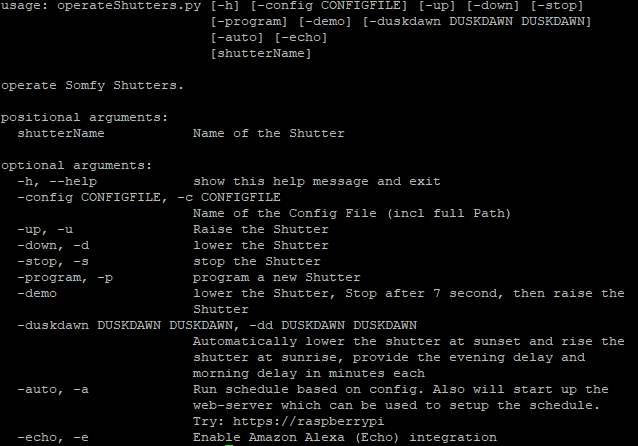 usage: operateShutters.py [-h] [-config CONFIGFILE] [-up] [-down] [-stop]
[-program] [-demo] [-duskdawn DUSKDAWN DUSKDAWN]
[-auto] [-echo]
[shutterName]
operate Somfy Shutters.
positional arguments:
shutterName Name of the Shutter
optional arguments:
-h, --help show this help message and exit
-config CONFIGFILE, -c CONFIGFILE
Name of the Config File (incl full Path)
-up, -u Raise the Shutter
-down, -d lower the Shutter
-stop, -s stop the Shutter
-program, -p program a new Shutter
-demo lower the Shutter, Stop after 7 second, then raise the
Shutter
-duskdawn DUSKDAWN DUSKDAWN, -dd DUSKDAWN DUSKDAWN
Automatically lower the shutter at sunset and rise the
shutter at sunrise, provide the evening delay and
morning delay in minutes each
-auto, -a Run schedule based on config. Also will start up the
web-server which can be used to setup the schedule.
Try: https://raspberrypi
-echo, -e Enable Amazon Alexa (Echo) integration